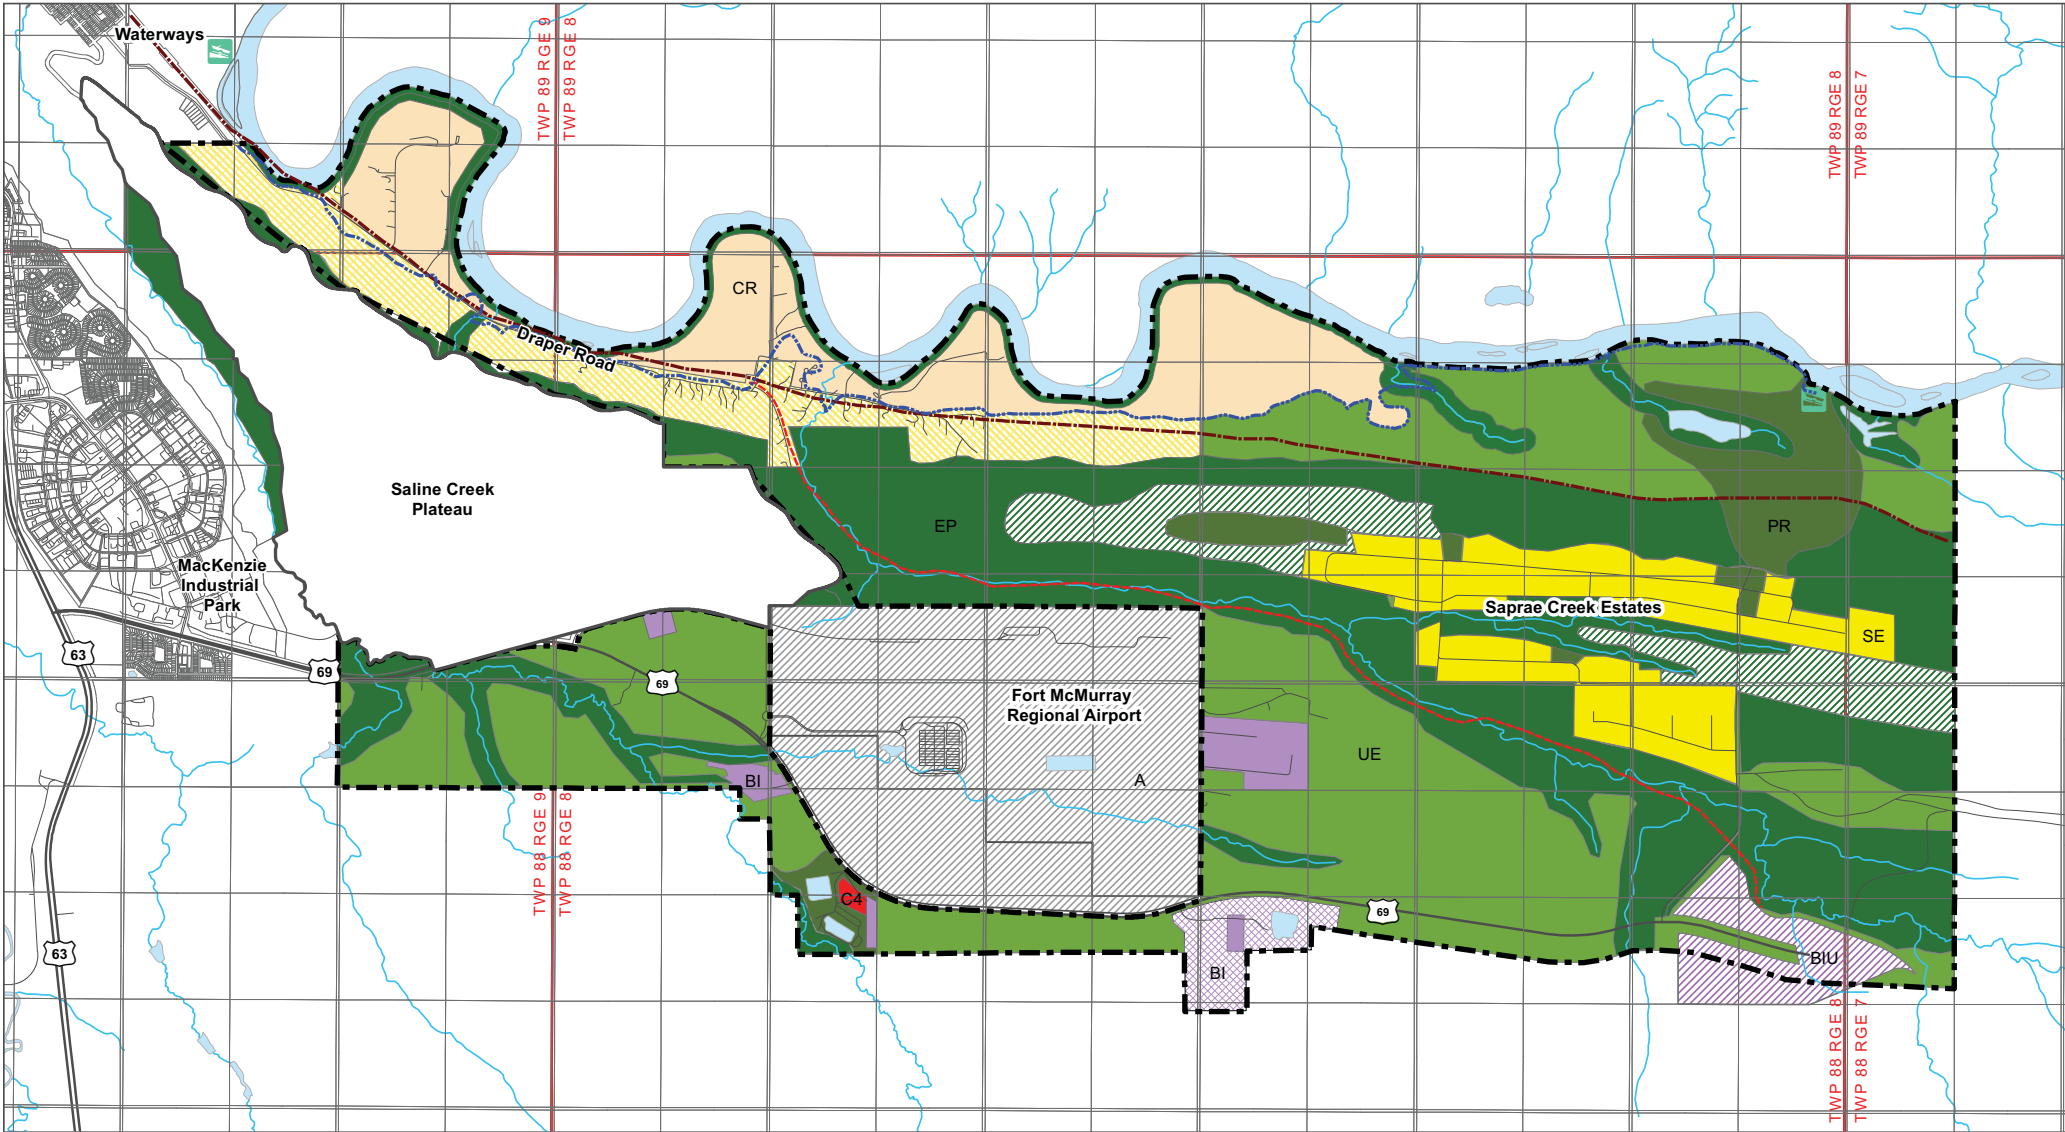 Waterways
TWP 89 RGE 9
TWP 89 RGE 8
TWP 89 RGE 8
TWP 89 RGE 7
CR
Draper Road
Saline Creek
Plateau
EP
PR
MacKenzie
Industrial
Park
Saprae Creek Estates
SE
63
69
69
Fort McMurray
Regional Airport
UE
BI
A
TWP 88 RGE 9
TWP 88 RGE 8
C4
69
63
BI
BIU
TWP 88 RGE 8
TWP 88 RGE 7